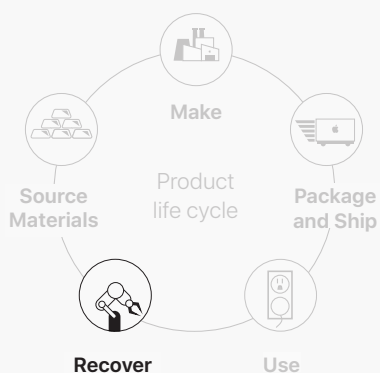 Make
Product
life cycle
Source
Materials
Package
and Ship
Recover
Use